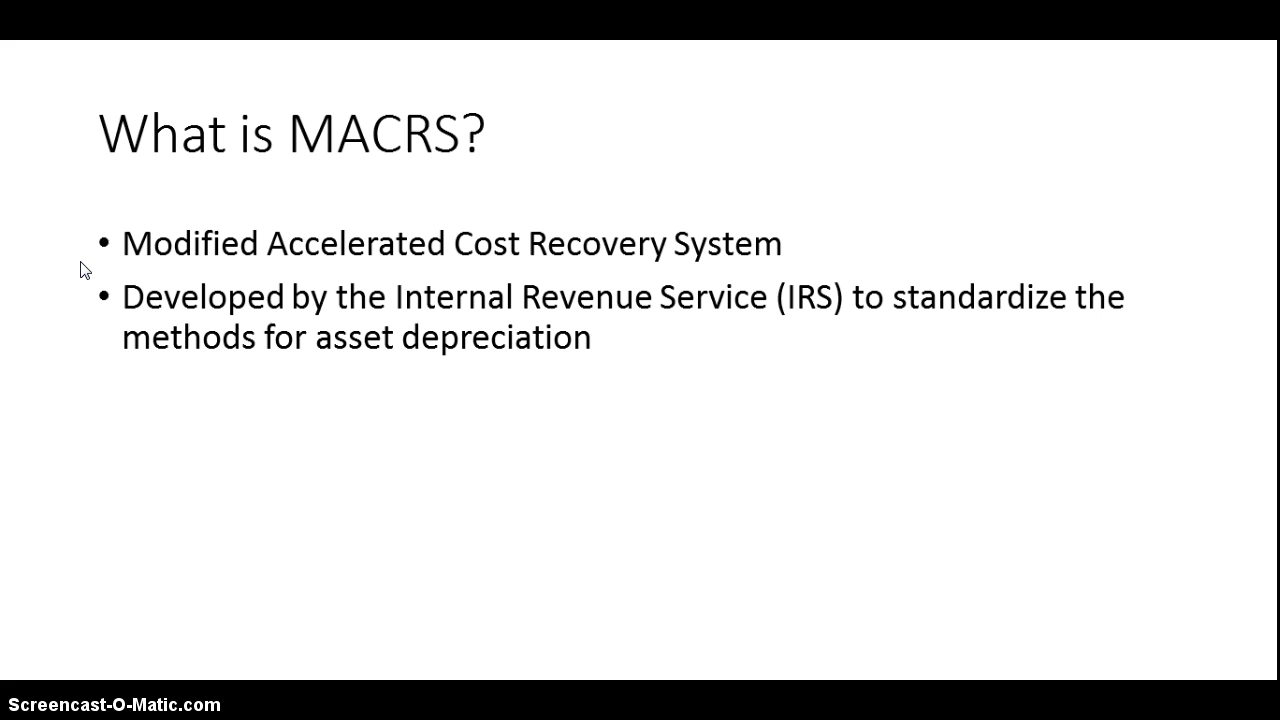 What is MACRS?
• Modified Accelerated Cost Recovery System
• Developed by the Internal Revenue Service (IRS) to standardize the
methods for asset depreciation
Screencast-O-Matic.com